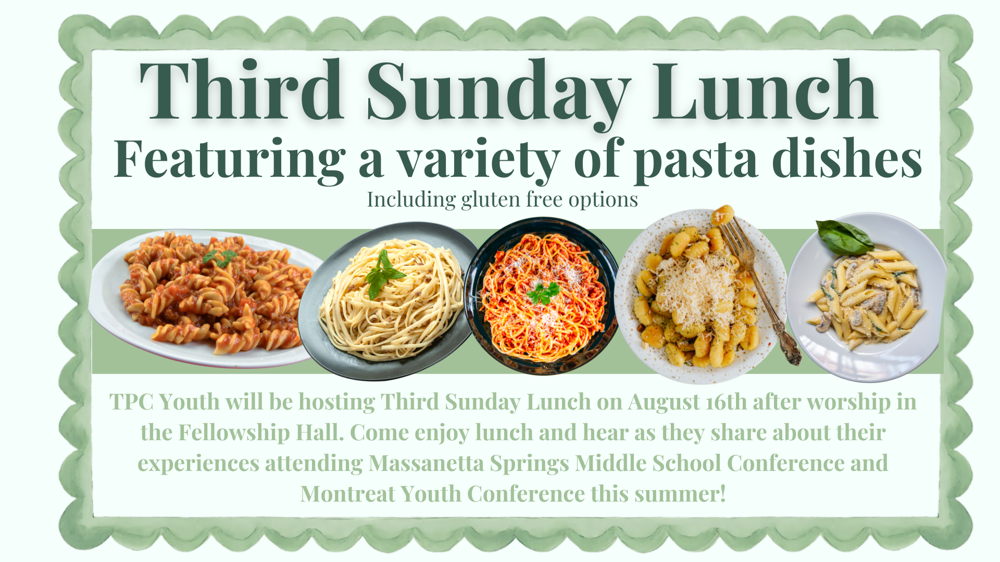 Third Sunday Lunch
Featuring a variety of pasta dishes
Including gluten free options
TPC Youth will be hosting Third Sunday Lunch on August 16th after worship in
the Fellowship Hall. Come enjoy lunch and hear as they share about their
experiences attending Massanetta Springs Middle School Conference and
Montreat Youth Conference this summer!